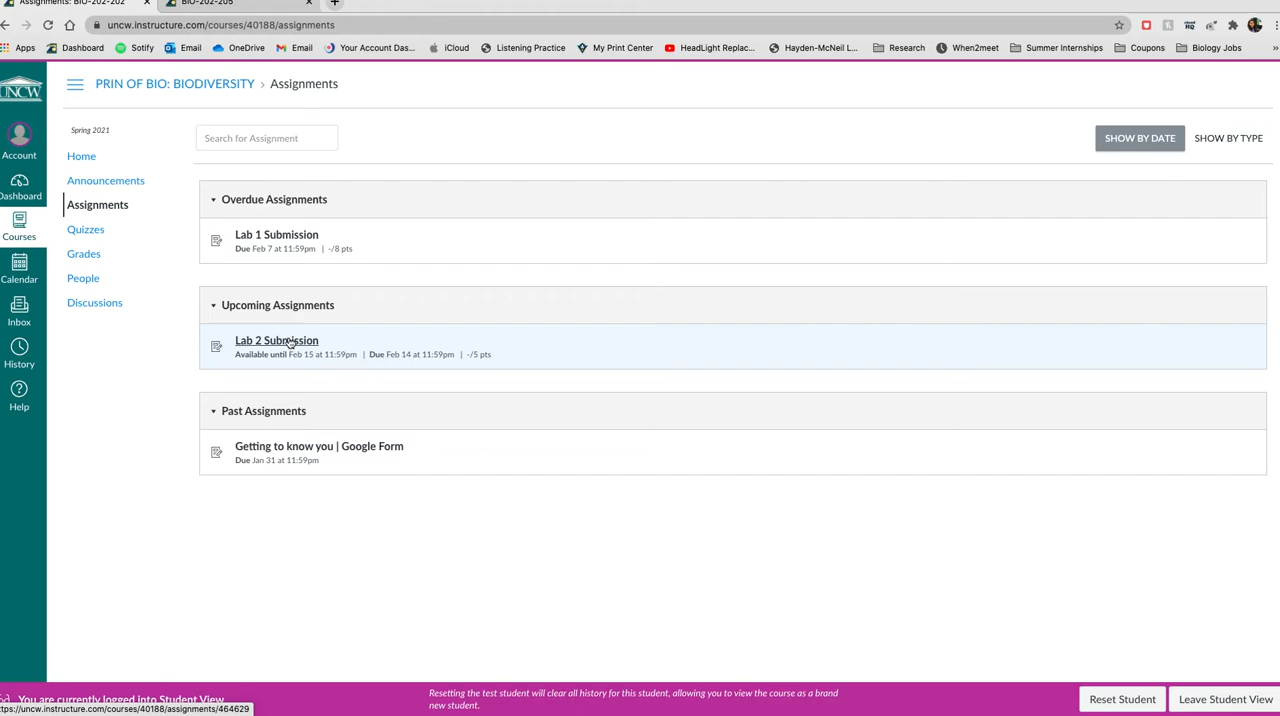 Assignments: BIO-202-202
BIO-202-205
uncw.instructure.com/courses/40188/assignments
Apps Dashboard Spotify Email OneDrive Email Your Account Das... iCloud Listening Practice My Print Center HeadLight Replac... Hayden-McNeil L... Research When2meet Summer Internships Coupons Biology Jobs »
UNCW
PRIN OF BIO: BIODIVERSITY › Assignments
Spring 2021
Account
Dashboard
Courses
Calendar
Inbox
History
Help
Home
Announcements
Assignments
Quizzes
Grades
People
Discussions
Search for Assignment
SHOW BY DATE
SHOW BY TYPE
Overdue Assignments
Lab 1 Submission
Due Feb 7 at 11:59pm | -/8 pts
Upcoming Assignments
Lab 2 Submission
Available until Feb 15 at 11:59pm | Due Feb 14 at 11:59pm | -/5 pts
Past Assignments
Getting to know you | Google Form
Due Jan 31 at 11:59pm
You are currently logged into Student View
ttps://uncw.instructure.com/courses/40188/assignments/464629
Resetting the test student will clear all history for this student, allowing you to view the course as a brand
new student.
Reset Student
Leave Student View